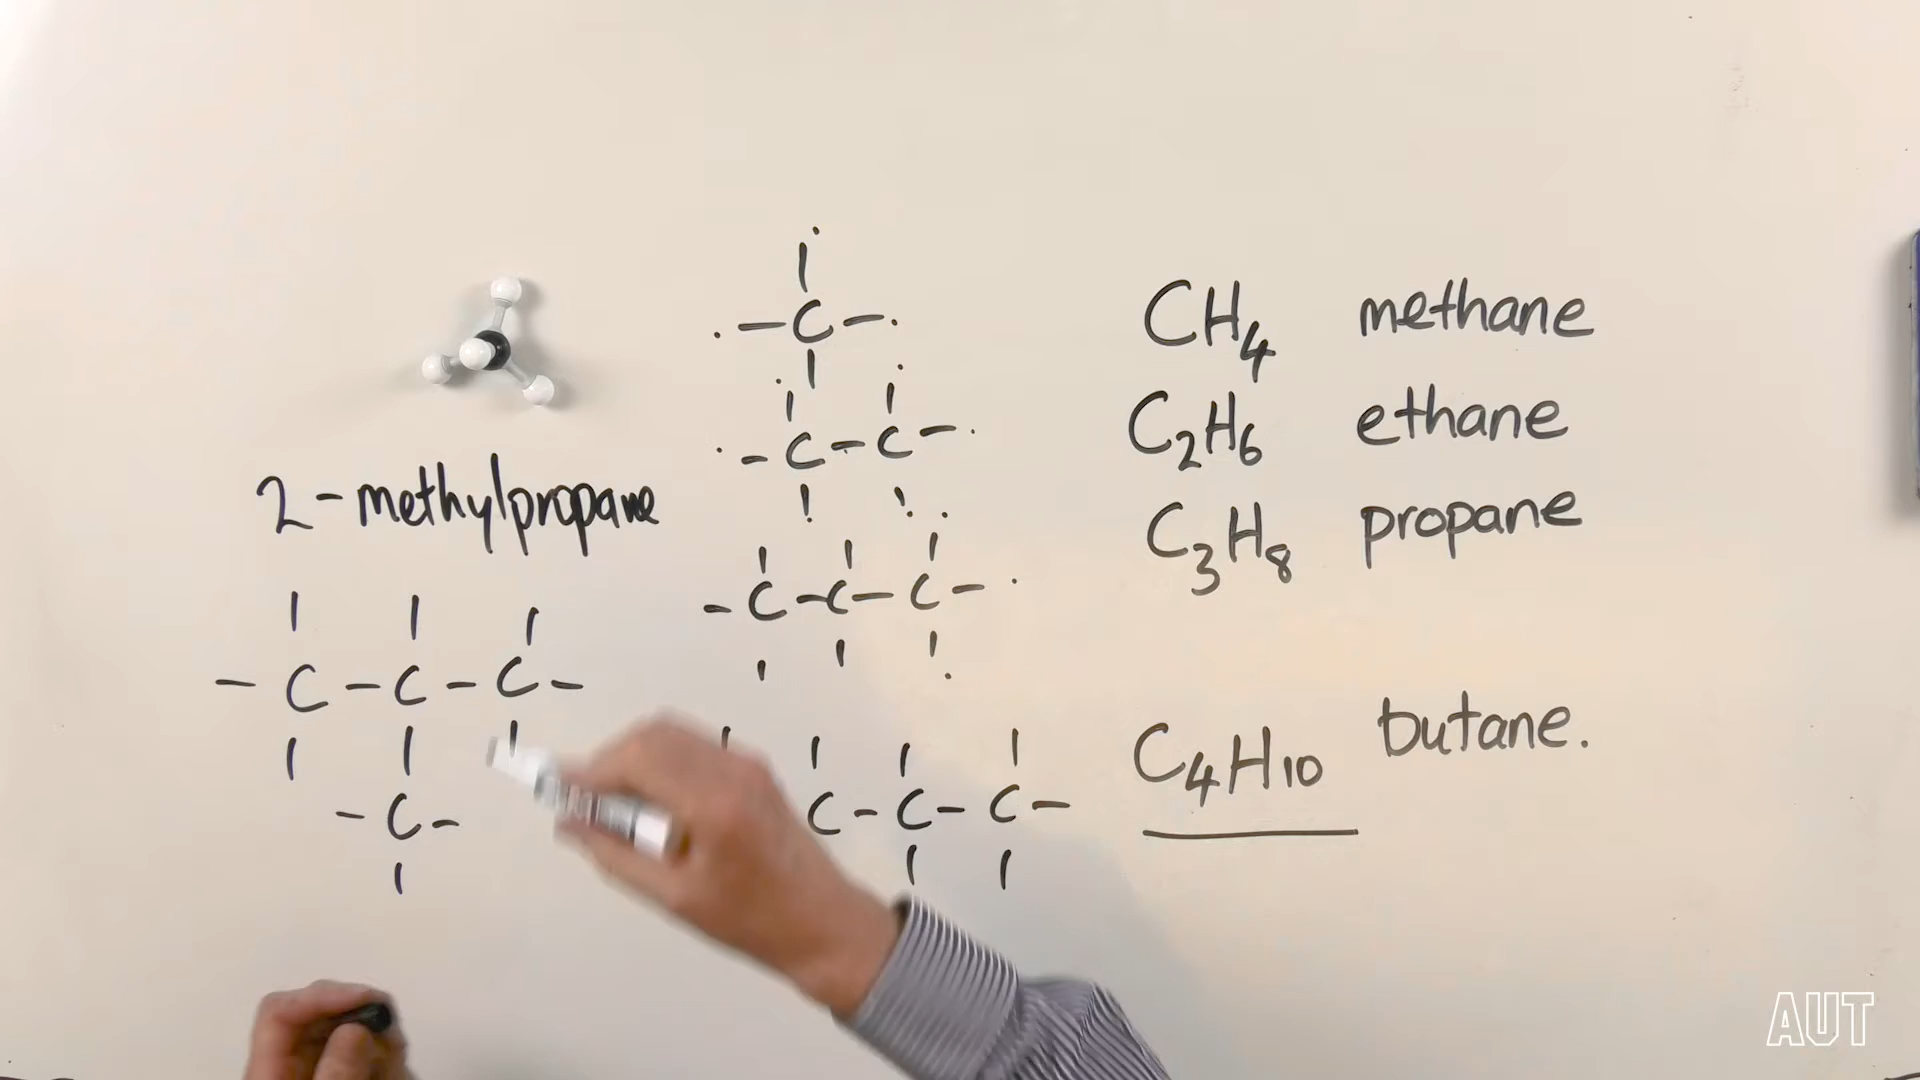 CH4 methane
C2H6 ethane
C3H8 propane
C4H10 butane.
2-methylpropane
C
C-C
C-C-C
C-C-C-
-C-C-C-
-C-
AUT